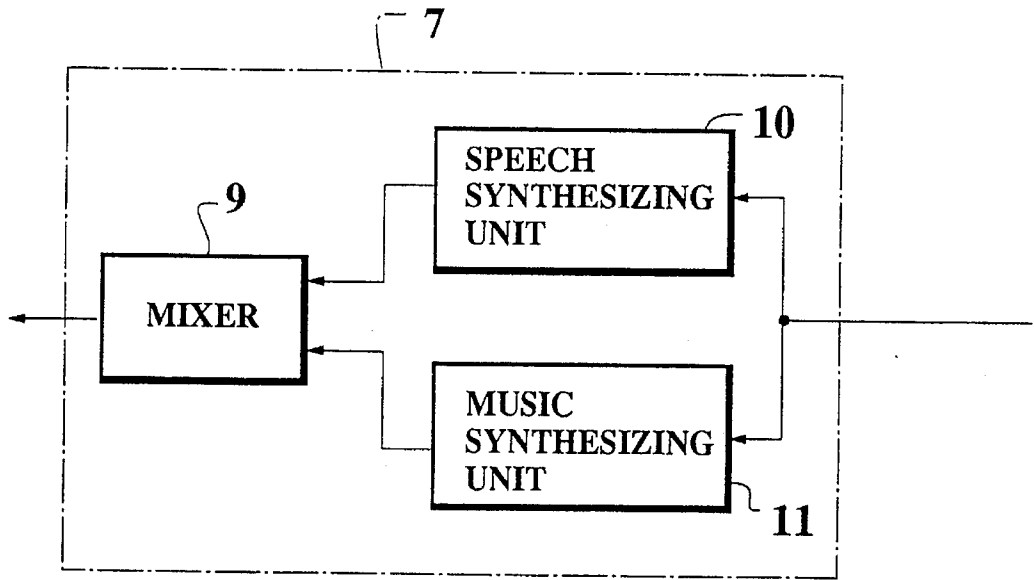 7
10
SPEECH
SYNTHESIZING
UNIT
9
MIXER
MUSIC
SYNTHESIZING
UNIT
11